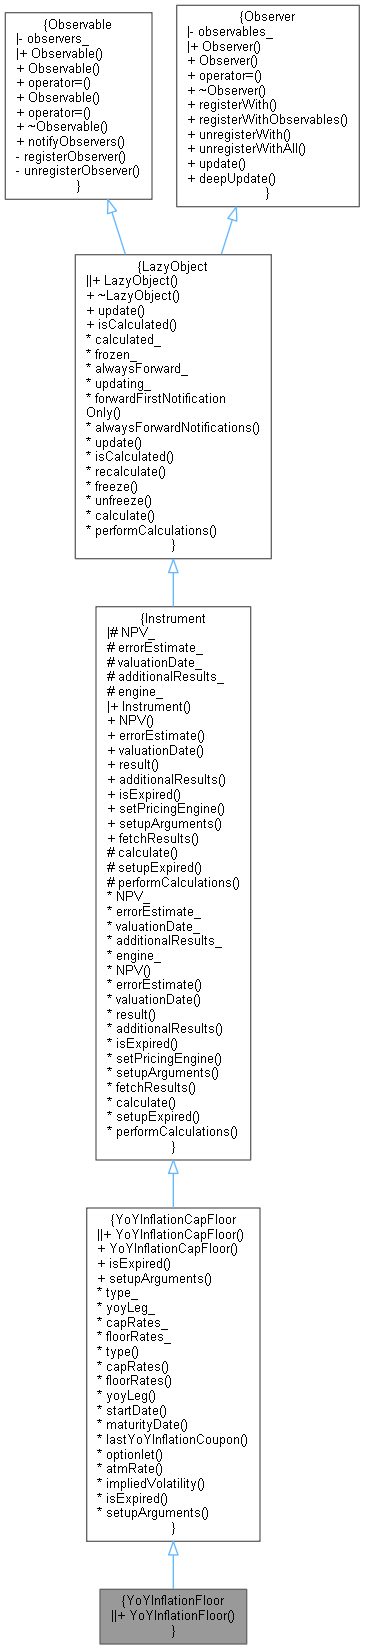 {Observable
|- observers_
|+ Observable()
+ Observable()
+ operator=()
+ Observable()
+ operator=()
+ ~Observable()
+ notifyObservers()
- registerObserver()
- unregisterObserver()
}
{Observer
|- observables_
|+ Observer()
+ Observer()
+ operator=()
+ ~Observer()
+ registerWith()
+ registerWithObservables()
+ unregisterWith()
+ unregisterWithAll()
+ update()
+ deepUpdate()
}
{LazyObject
||+ LazyObject()
+ ~LazyObject()
+ update()
+ isCalculated()
* calculated_
* frozen_
* alwaysForward_
* updating_
* forwardFirstNotification
Only()
* alwaysForwardNotifications()
* update()
* isCalculated()
* recalculate()
* freeze()
* unfreeze()
* calculate()
* performCalculations()
}
{Instrument
|# NPV_
# errorEstimate_
# valuationDate_
# additionalResults_
# engine_
|+ Instrument()
+ NPV()
+ errorEstimate()
+ valuationDate()
+ result()
+ additionalResults()
+ isExpired()
+ setPricingEngine()
+ setupArguments()
+ fetchResults()
# calculate()
# setupExpired()
# performCalculations()
* NPV_
* errorEstimate_
* valuationDate_
* additionalResults_
* engine_
* NPV()
* errorEstimate()
* valuationDate()
* result()
* additionalResults()
* isExpired()
* setPricingEngine()
* setupArguments()
* fetchResults()
* calculate()
* setupExpired()
* performCalculations()
}
{YoYInflationCapFloor
||+ YoYInflationCapFloor()
+ YoYInflationCapFloor()
+ isExpired()
+ setupArguments()
* type_
* yoyLeg_
* capRates_
* floorRates_
* type()
* capRates()
* floorRates()
* yoyLeg()
* startDate()
* maturityDate()
* lastYoYInflationCoupon()
* optionlet()
* atmRate()
* impliedVolatility()
* isExpired()
* setupArguments()
}
{YoYInflationFloor
||+ YoYInflationFloor()
}